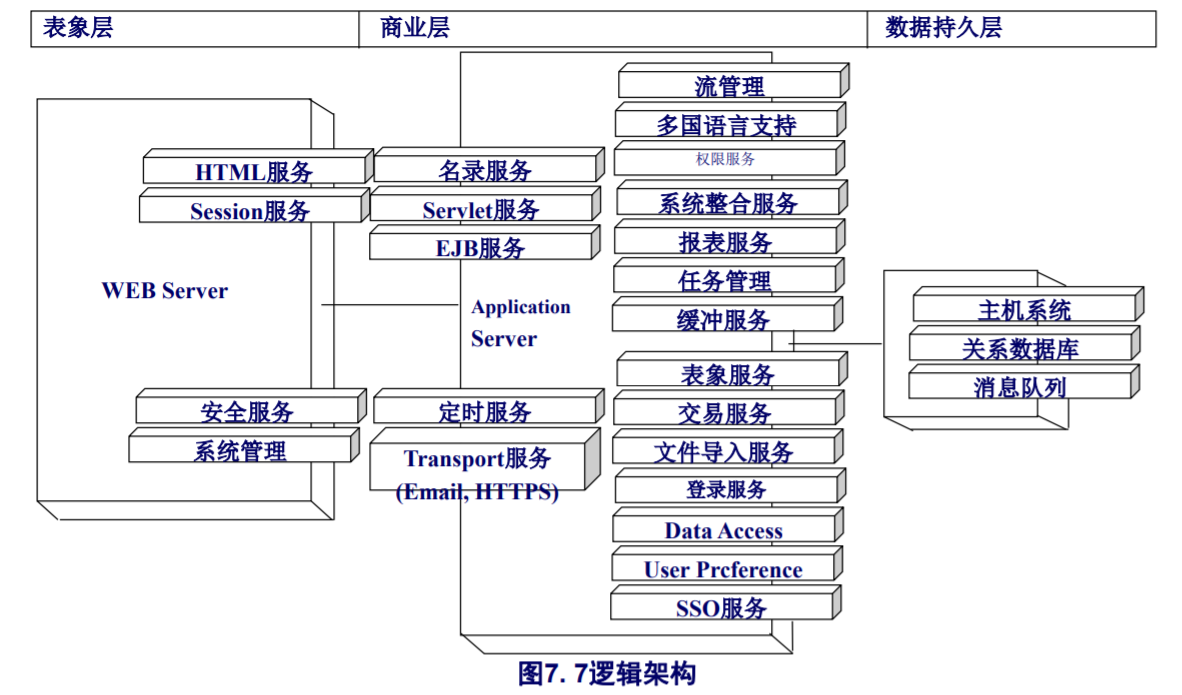 表象层
商业层
数据持久层
HTML服务
Session服务
WEB Server
安全服务
系统管理
名录服务
Servlet服务
EJB服务
Application
Server
定时服务
Transport服务
(Email, HTTPS)
流管理
多国语言支持
权限服务
系统整合服务
报表服务
任务管理
缓冲服务
表象服务
交易服务
文件导入服务
登录服务
Data Access
User Prcference
SSO服务
主机系统
关系数据库
消息队列
图7. 7逻辑架构